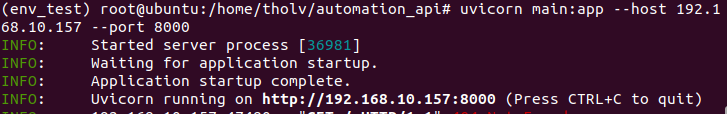 (env_test) root@ubuntu:/home/tholv/automation_api# uvicorn main:app --host 192.1
68.10.157 --port 8000
INFO:     Started server process [36981]
INFO:     Waiting for application startup.
INFO:     Application startup complete.
INFO:     Uvicorn running on http://192.168.10.157:8000 (Press CTRL+C to quit)